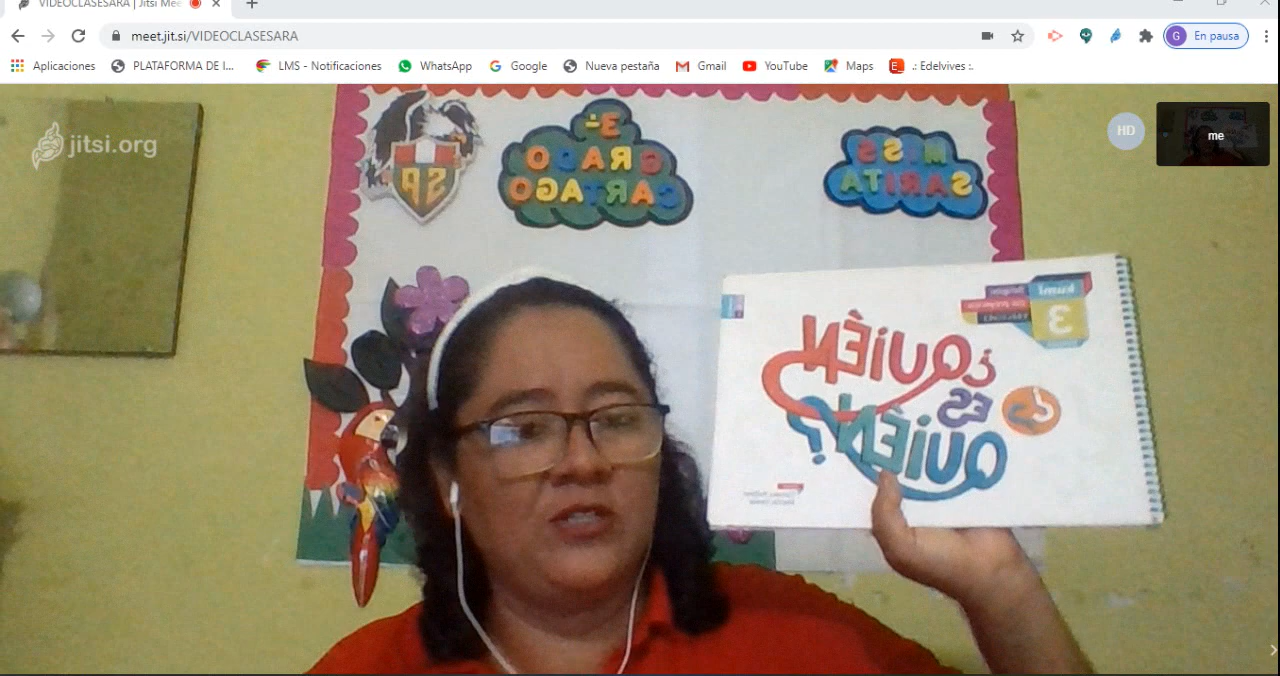 VIDEOCLASESARA | Jitsi Mee
meet.jit.si/VIDEOCLASESARA
G
En pausa
Aplicaciones
PLATAFORMA DE I...
LMS - Notificaciones
WhatsApp
Google
Nueva pestaña
Gmail
YouTube
Maps
.: Edelvives :.
jitsi.org
HD
me
SP
3°
GRADO
CARTAGO
MISS
SARITA
3
¿QUIÉN
ES
QUIÉN?